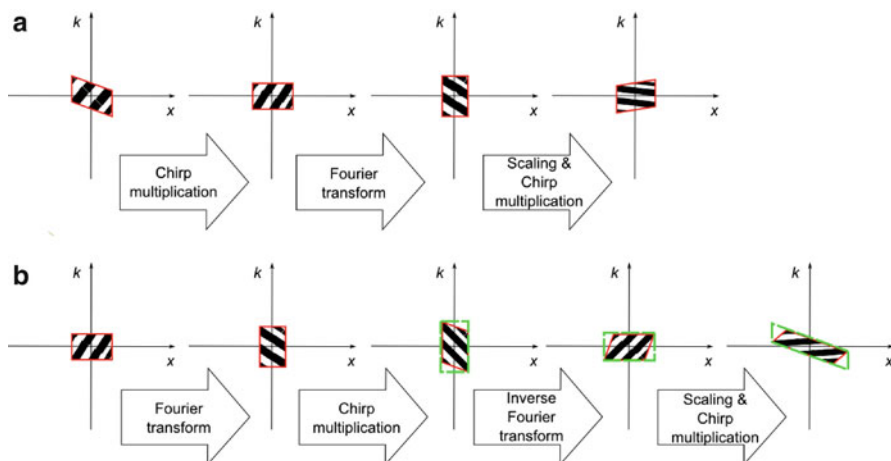 a
k
k
k
k
x
x
x
x
Chirp
multiplication
Fourier
transform
Scaling &
Chirp
multiplication
b
k
k
k
k
k
x
x
x
x
x
Fourier
transform
Chirp
multiplication
Inverse
Fourier
transform
Scaling &
Chirp
multiplication